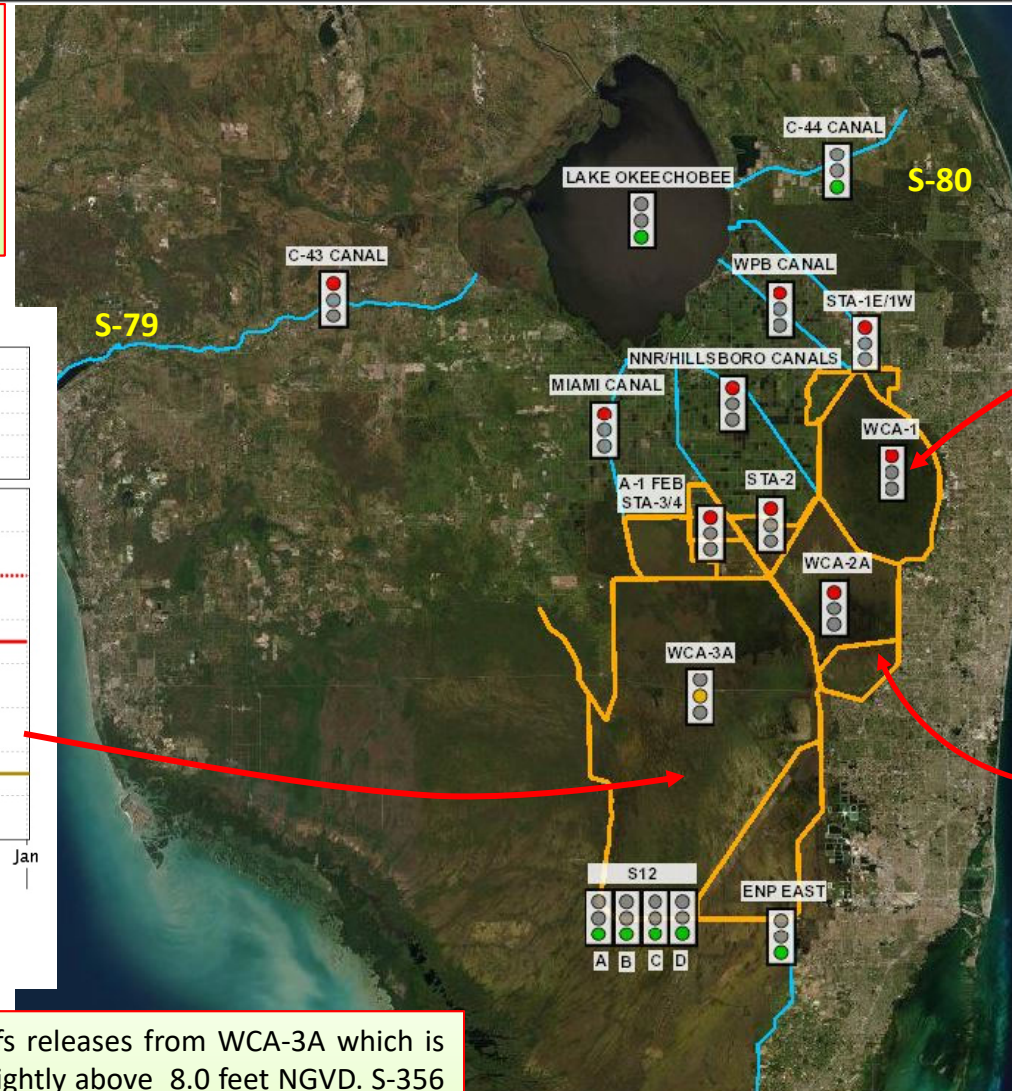 C-44 CANAL
S-80
LAKE OKEECHOBEE
C-43 CANAL
S-79
WPB CANAL
STA-1E/1W
NNR/HILLSBORO CANALS
MIAMI CANAL
WCA-1
A-1 FEB
STA-3/4
STA-2
WCA-2A
WCA-3A
Jan
S12
ENP EAST
A B C D
fs releases from WCA-3A which is
ightly above 8.0 feet NGVD. S-356